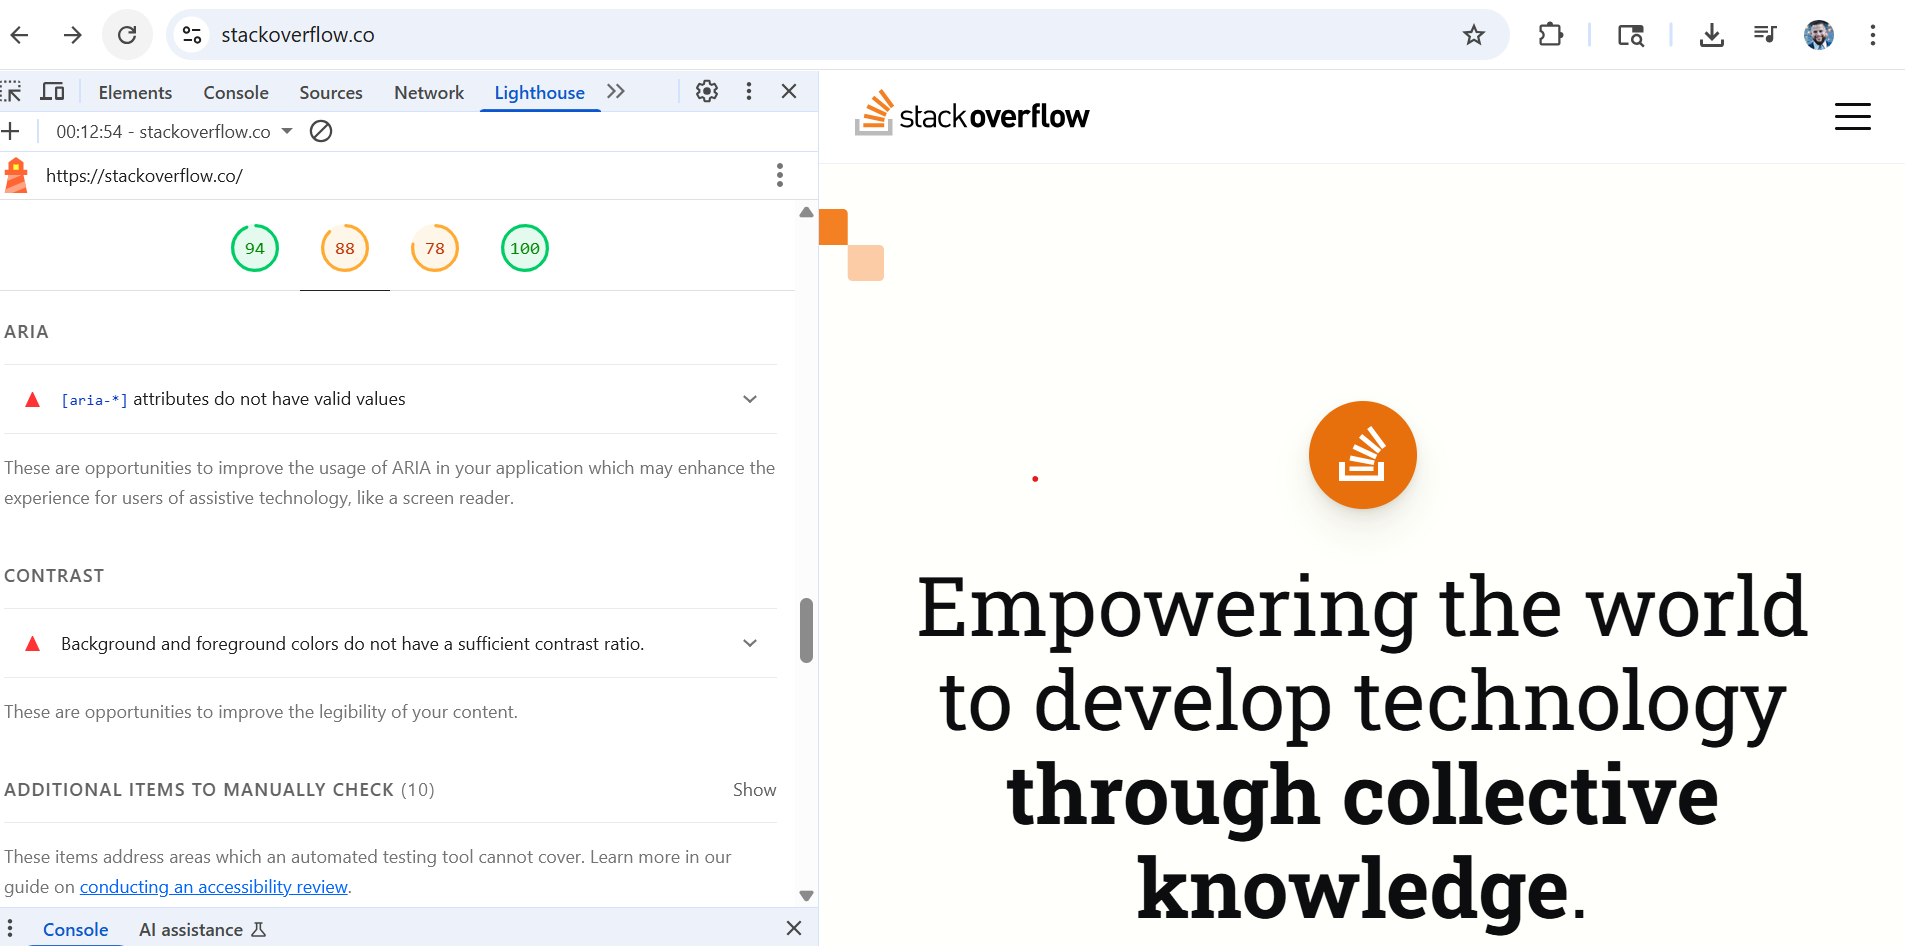 stackoverflow.co
Elements Console Sources Network Lighthouse
00:12:54 - stackoverflow.co
https://stackoverflow.co/
94 88 78 100
ARIA
[aria-*] attributes do not have valid values
These are opportunities to improve the usage of ARIA in your application which may enhance the
experience for users of assistive technology, like a screen reader.
CONTRAST
Background and foreground colors do not have a sufficient contrast ratio.
These are opportunities to improve the legibility of your content.
ADDITIONAL ITEMS TO MANUALLY CHECK (10) Show
These items address areas which an automated testing tool cannot cover. Learn more in our
guide on conducting an accessibility review.
Console AI assistance
stackoverflow
Empowering the world
to develop technology
through collective
knowledge.